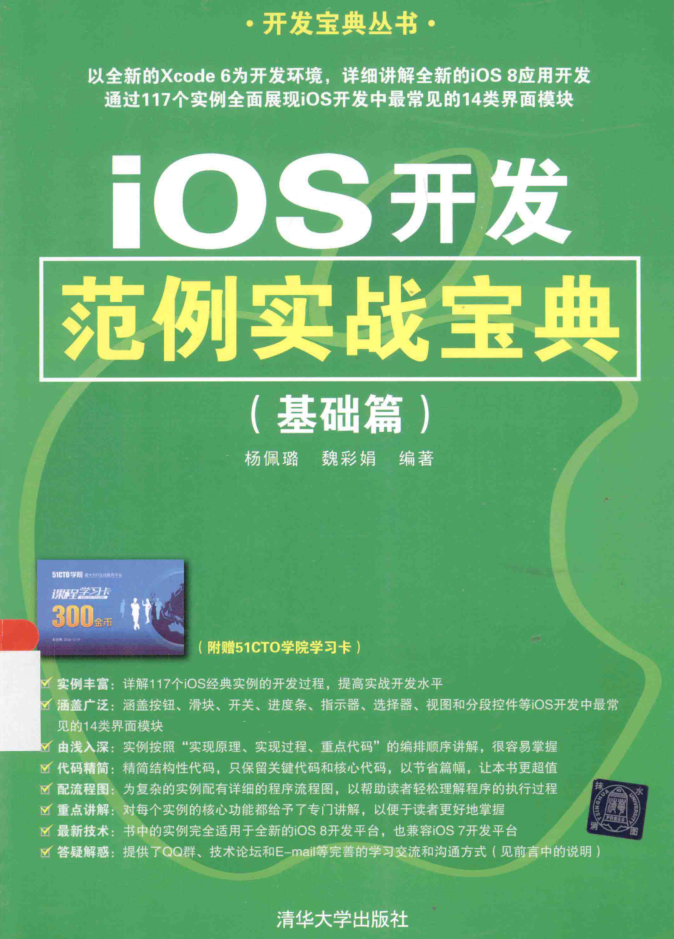 ·开发宝典丛书·
以全新的Xcode 6为开发环境，详细讲解全新的iOS 8应用开发
通过117个实例全面展现iOS开发中最常见的14类界面模块
iOS开发
范例实战宝典
（基础篇）
杨佩璐 魏彩娟 编著
51CTO学院
课程学习卡
300金币
（附赠51CTO学院学习卡）
实例丰富：详解117个iOS经典实例的开发过程，提高实战开发水平
涵盖广泛：涵盖按钮、滑块、开关、进度条、指示器、选择器、视图和分段控件等iOS开发中最常
见的14类界面模块
由浅入深：实例按照“实现原理、实现过程、重点代码”的编排顺序讲解，很容易掌握
代码精简：精简结构性代码，只保留关键代码和核心代码，以节省篇幅，让本书更超值
配流程图：为复杂的实例配有详细的程序流程图，以帮助读者轻松理解程序的执行过程
重点讲解：对每个实例的核心功能都给予了专门讲解，以便于读者更好地掌握
最新技术：书中的实例完全适用于全新的iOS 8开发平台，也兼容iOS 7开发平台
答疑解惑：提供了QQ群、技术论坛和E-mail等完善的学习交流和沟通方式（见前言中的说明）
清华大学出版社